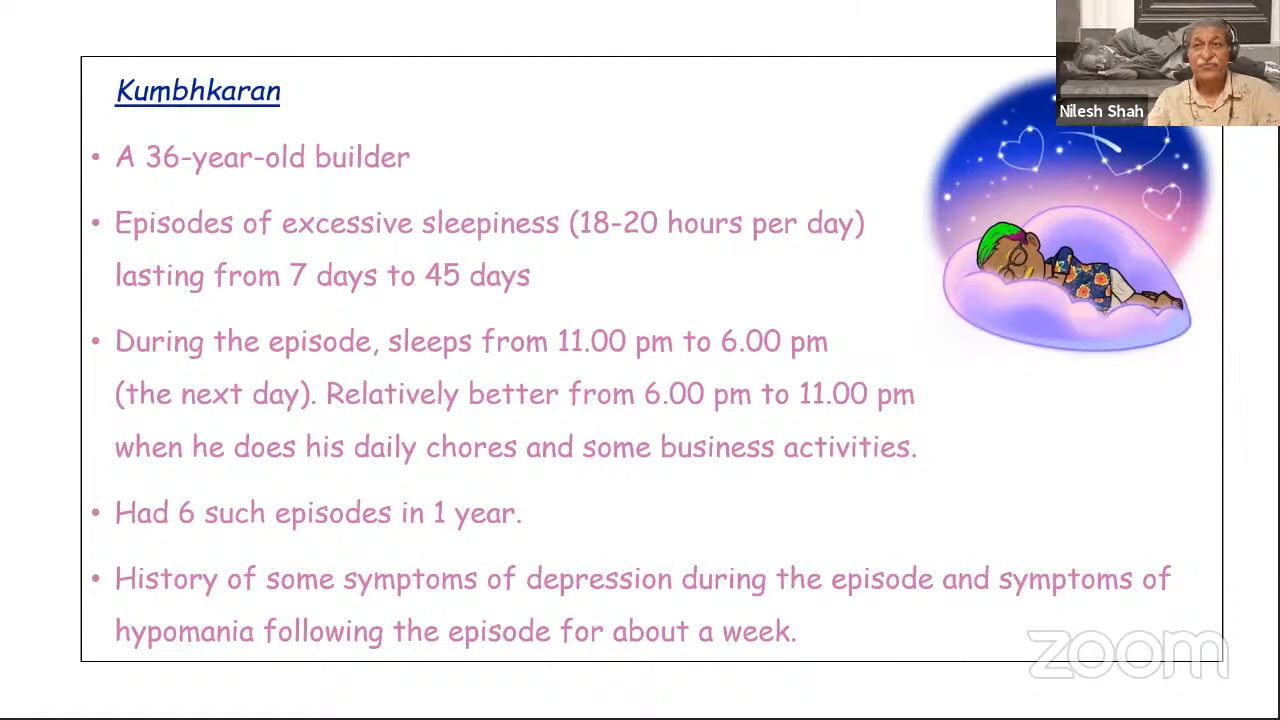 Kumbhkaran
Nilesh Shah
• A 36-year-old builder
• Episodes of excessive sleepiness (18-20 hours per day)
lasting from 7 days to 45 days
• During the episode, sleeps from 11.00 pm to 6.00 pm
(the next day). Relatively better from 6.00 pm to 11.00 pm
when he does his daily chores and some business activities.
• Had 6 such episodes in 1 year.
• History of some symptoms of depression during the episode and symptoms of
hypomania following the episode for about a week.
zoom